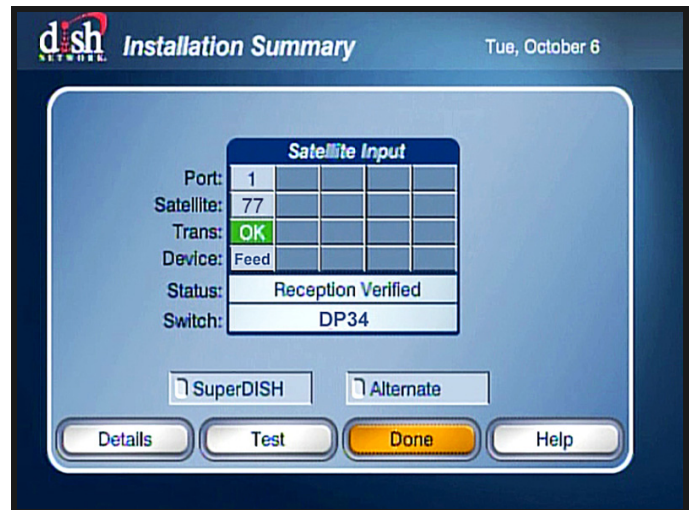 dish
NETWORK
Installation Summary
Tue, October 6
Satellite Input
Port: 1
Satellite: 77
Trans: OK
Device: Feed
Status: Reception Verified
Switch: DP34
SuperDISH
Alternate
Details
Test
Done
Help